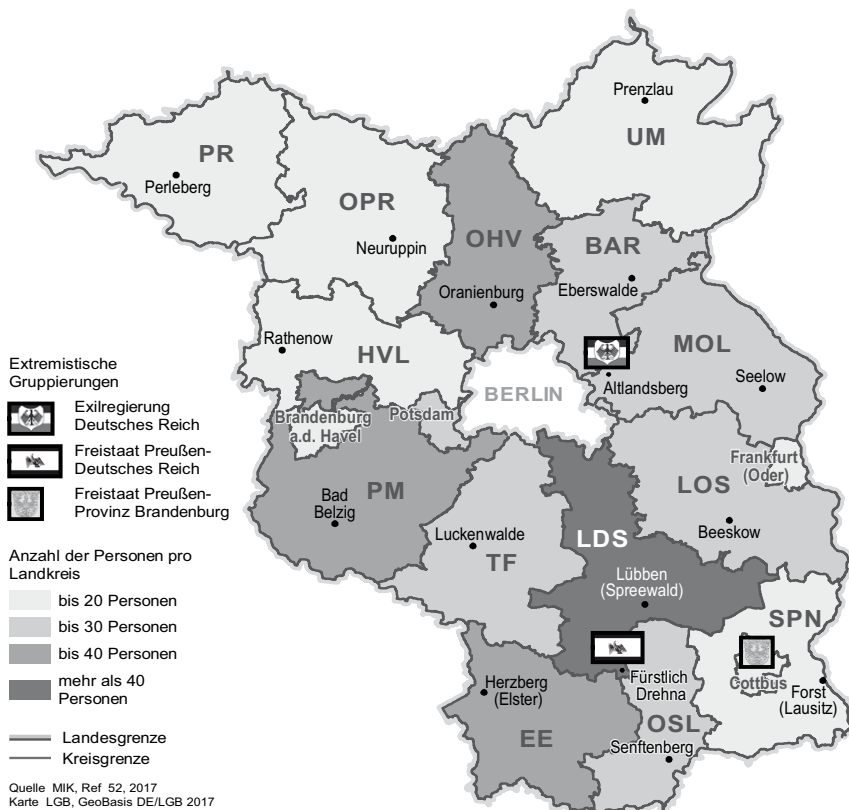 Prenzlau
UM
PR
Perleberg
OPR
Neuruppin
OHV
Oranienburg
BAR
Eberswalde
MOL
Seelow
Altlandsberg
Rathenow
HVL
BERLIN
Brandenburg
a.d. Havel
Potsdam
PM
Bad
Belzig
Frankfurt
(Oder)
LOS
Beeskow
Luckenwalde
TF
LDS
Lübben
(Spreewald)
SPN
Cottbus
Forst
(Lausitz)
Fürstlich
Drehna
Herzberg
(Elster)
EE
OSL
Senftenberg
Extremistische
Gruppierungen
Exilregierung
Deutsches Reich
Freistaat Preußen-
Deutsches Reich
Freistaat Preußen-
Provinz Brandenburg
Anzahl der Personen pro
Landkreis
bis 20 Personen
bis 30 Personen
bis 40 Personen
mehr als 40
Personen
Landesgrenze
Kreisgrenze
Quelle MIK, Ref 52, 2017
Karte LGB, GeoBasis DE/LGB 2017